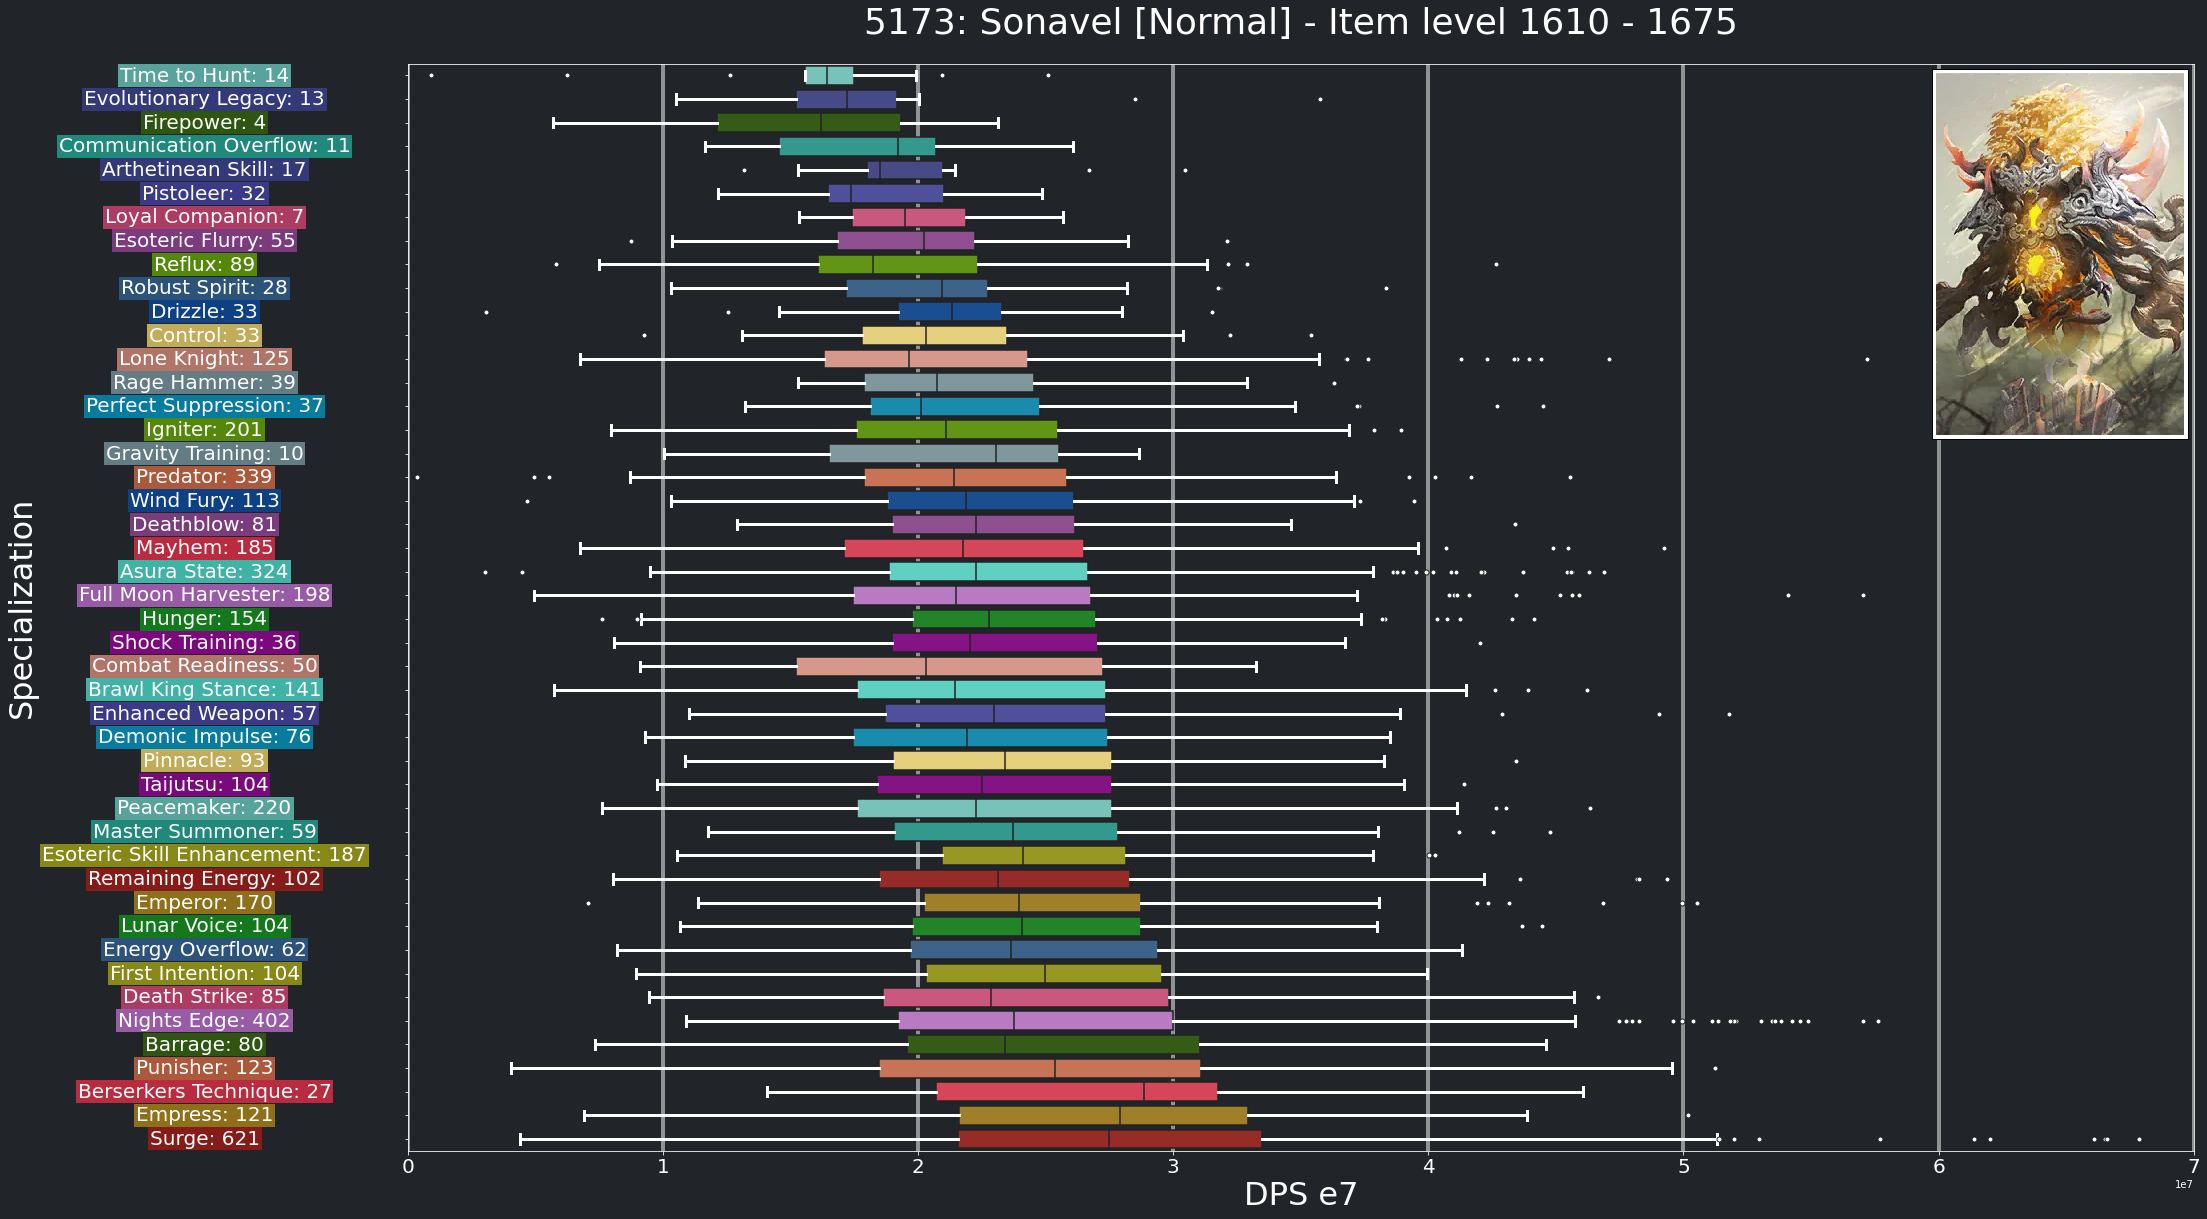 5173: Sonavel [Normal] - Item level 1610 - 1675
Time to Hunt: 14
Evolutionary Legacy: 13
Firepower: 4
Communication Overflow: 11
Arthetinean Skill: 17
Pistoleer: 32
Loyal Companion: 7
Esoteric Flurry: 55
Reflux: 89
Robust Spirit: 28
Drizzle: 33
Control: 33
Lone Knight: 125
Rage Hammer: 39
Perfect Suppression: 37
Igniter: 201
Gravity Training: 10
Predator: 339
Wind Fury: 113
Deathblow: 81
Mayhem: 185
Asura State: 324
Full Moon Harvester: 198
Hunger: 154
Shock Training: 36
Combat Readiness: 50
Brawl King Stance: 141
Enhanced Weapon: 57
Demonic Impulse: 76
Pinnacle: 93
Taijutsu: 104
Peacemaker: 220
Master Summoner: 59
Esoteric Skill Enhancement: 187
Remaining Energy: 102
Emperor: 170
Lunar Voice: 104
Energy Overflow: 62
First Intention: 104
Death Strike: 85
Nights Edge: 402
Barrage: 80
Punisher: 123
Berserkers Technique: 27
Empress: 121
Surge: 621
Specialization
0 1 2 3 4 5 6 7
DPS e7
1e7